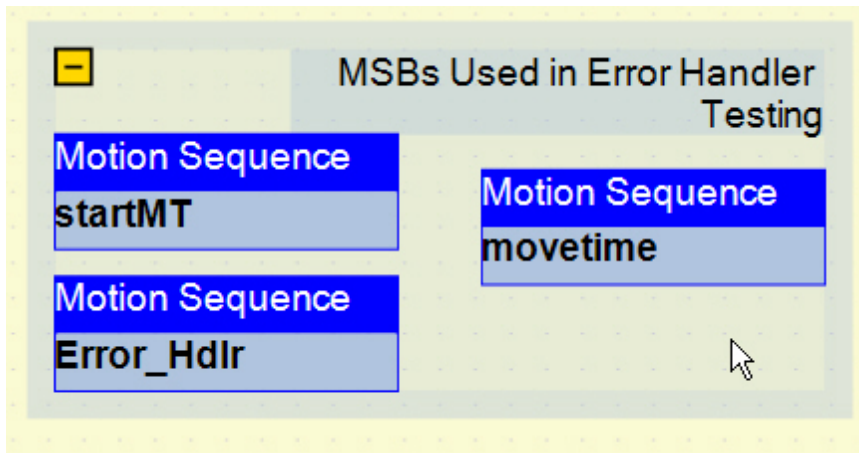 MSBs Used in Error Handler
Testing
Motion Sequence
startMT
Motion Sequence
movetime
Motion Sequence
Error_Hdlr